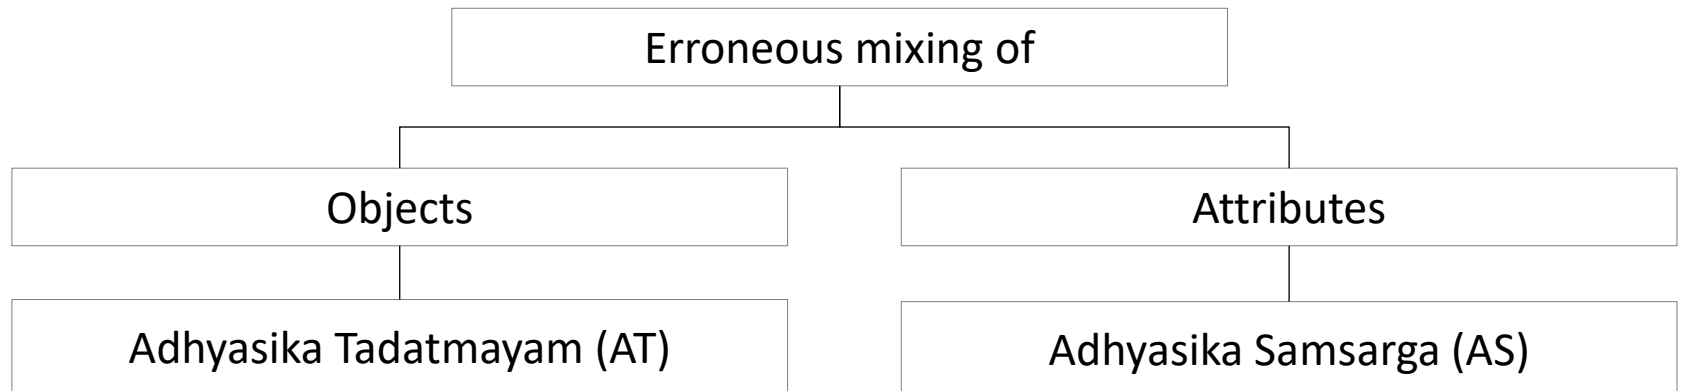 Erroneous mixing of
Objects
Attributes
Adhyasika Tadatmayam (AT)
Adhyasika Samsarga (AS)